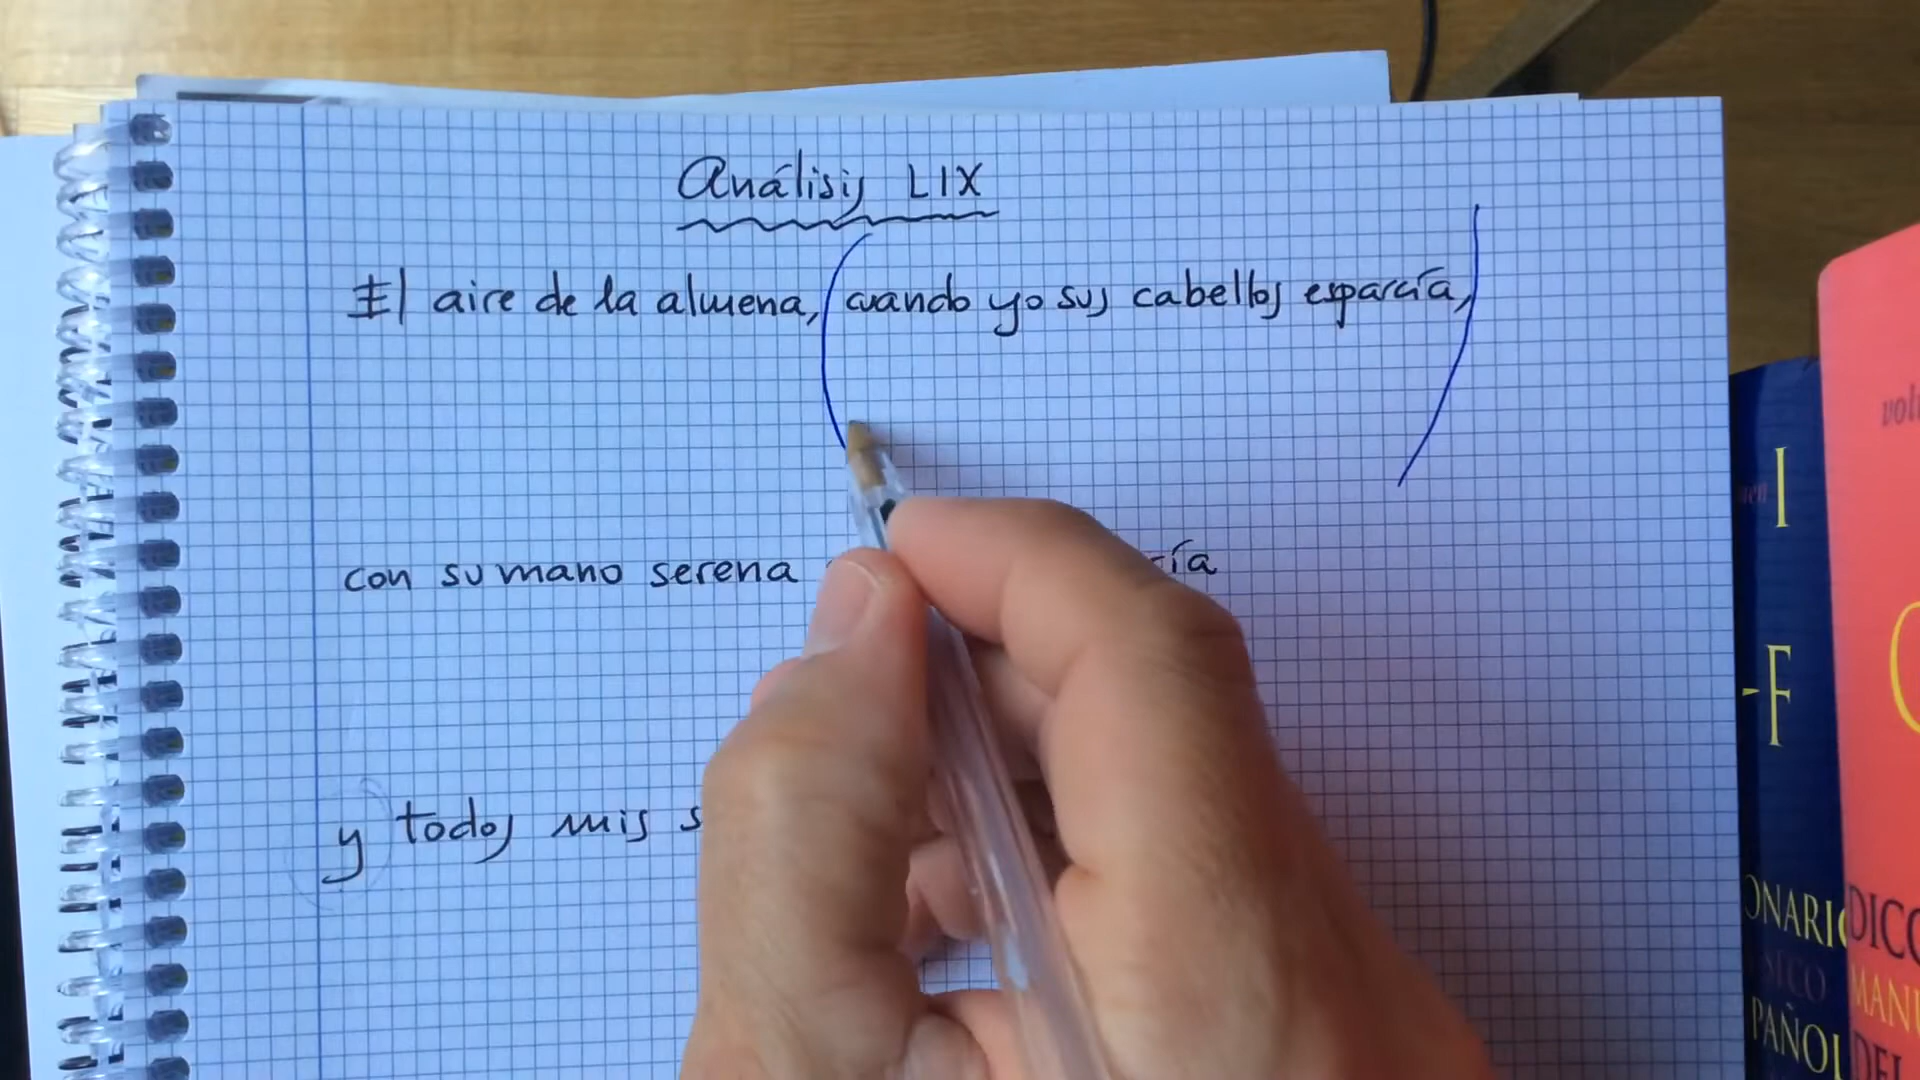 Análisis LIX
El aire de la almena, cuando yo sus cabellos esparcía,
con su mano serena
y todos mis
I
-F